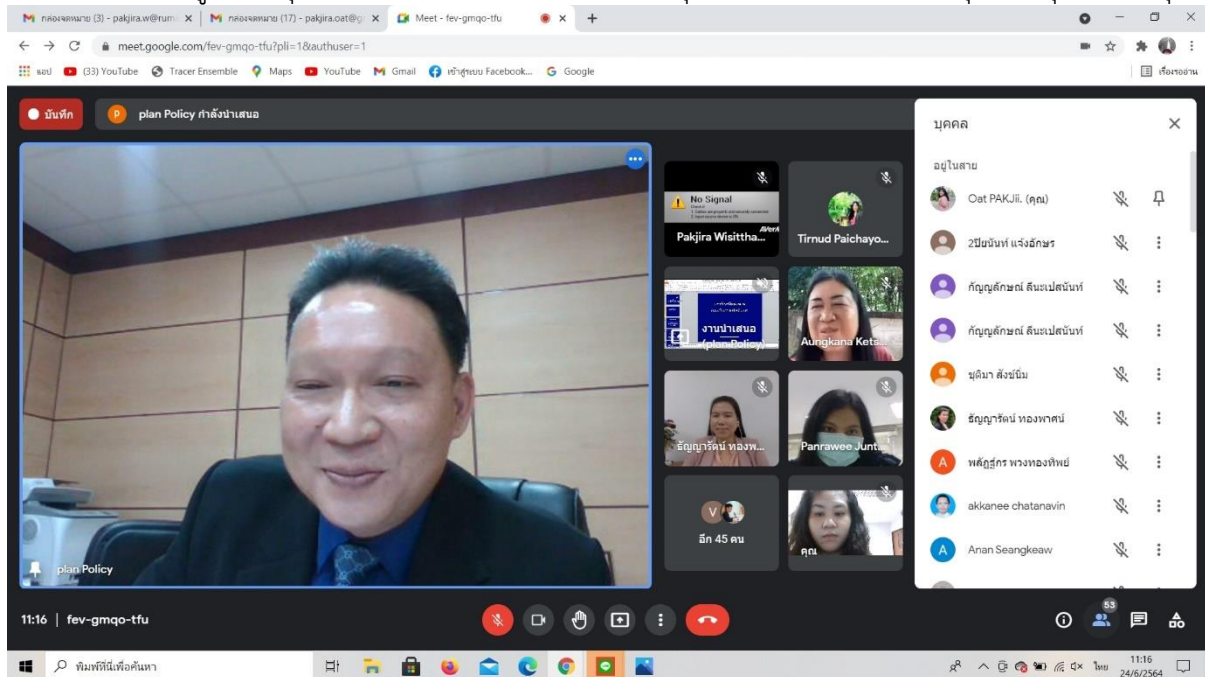 กล่องจดหมาย (3) - pakjira.w@rum
กล่องจดหมาย (17) - pakjira.oat@g
Meet - fev-gmqo-tfu
meet.google.com/fev-gmqo-tfu?pli=1&authuser=1
แอป
(33) YouTube
Tracer Ensemble
Maps
YouTube
Gmail
เข้าสู่ระบบ Facebook...
Google
เรื่องรออ่าน
บันทึก
plan Policy กำลังนำเสนอ
บุคคล
อยู่ในสาย
No Signal
Pakjira Wisittha...
Tirnud Paichayo...
งานนำเสนอ
(plan Policy)
Aungkana Kets...
ธัญญารัตน์ ทองพ...
Panrawee Junt...
V
อีก 45 คน
คุณ
plan Policy
Oat PAKJii. (คุณ)
2ปิยนันท์ แจ้งอักษร
กัญญลักษณ์ ลีนะเปสนันท์
กัญญลักษณ์ ลีนะเปสนันท์
ชุติมา สังข์นิ่ม
ธัญญารัตน์ ทองพาศน์
A
พลัฏฐ์กร พวงทองทิพย์
akkanee chatanavin
A
Anan Seangkeaw
11:16 | fev-gmqo-tfu
53
พิมพ์ที่นี่เพื่อค้นหา
ไทย
11:16
24/6/2564